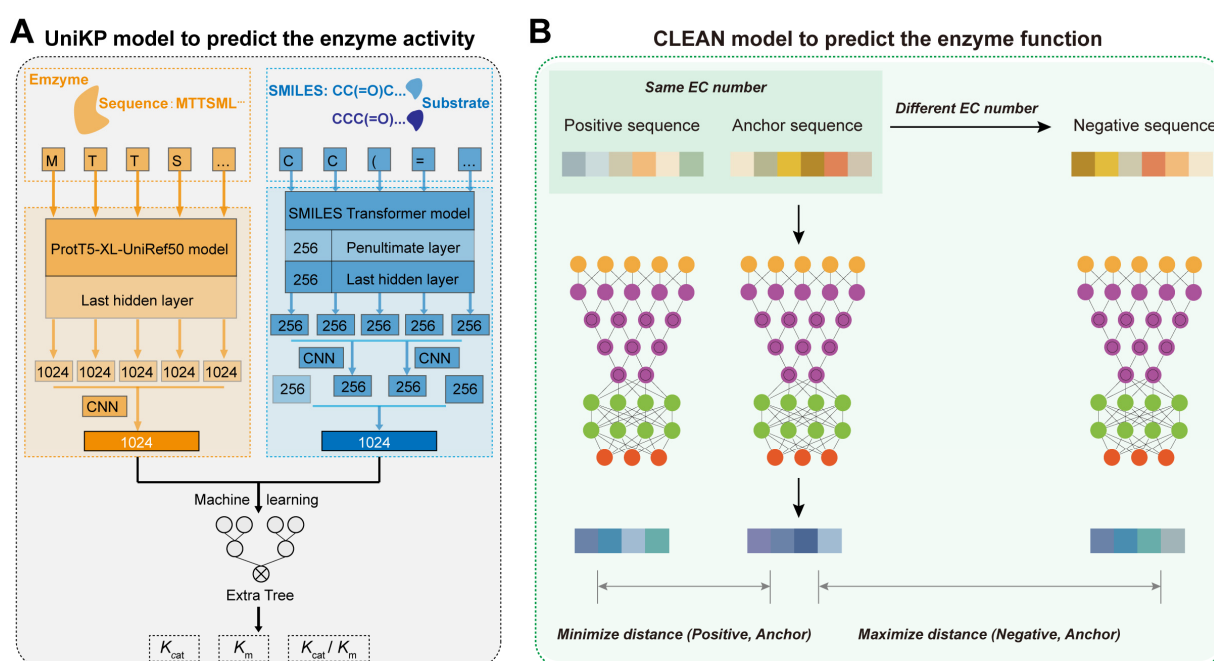 A UniKP model to predict the enzyme activity
Emzyme
Sequence: MTTSML...
M T T S ...
ProtT5-XL-UniRef50 model
Last hidden layer
1024 1024 1024 1024 1024
CNN
1024
SMILES: CC(=O)C...
Substrate
CCC(=O)...
C C ( = ...
SMILES Transformer model
256 Penultimate layer
256 Last hidden layer
256 256 256 256 256
CNN CNN
256 256 256 256
1024
Machine learning
Extra Tree
Kcat Km Kcat / Km
B CLEAN model to predict the enzyme function
Same EC number
Different EC number
Positive sequence Anchor sequence Negative sequence
Minimize distance (Positive, Anchor) Maximize distance (Negative, Anchor)